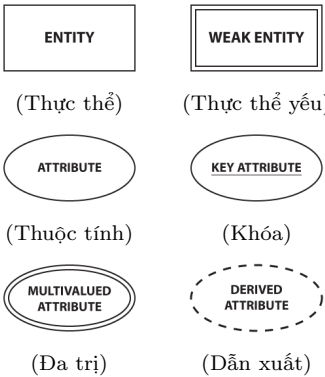 ENTITY
WEAK ENTITY
(Thực thể)
(Thực thể yếu)
ATTRIBUTE
KEY ATTRIBUTE
(Thuộc tính)
(Khóa)
MULTIVALUED
ATTRIBUTE
DERIVED
ATTRIBUTE
(Đa trị)
(Dẫn xuất)